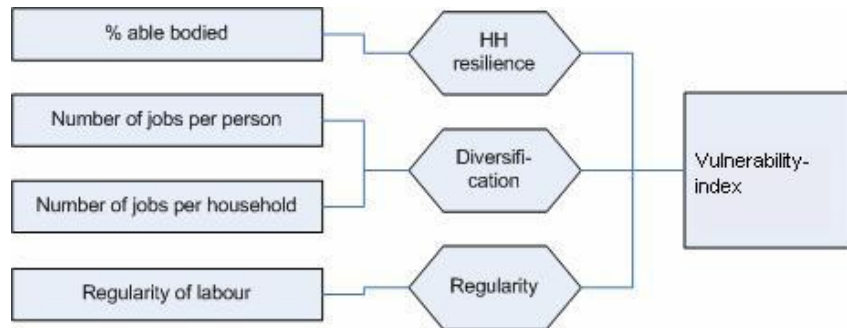 % able bodied
HH
resilience
Number of jobs per person
Diversifi-
cation
Number of jobs per household
Regularity of labour
Regularity
Vulnerability-
index